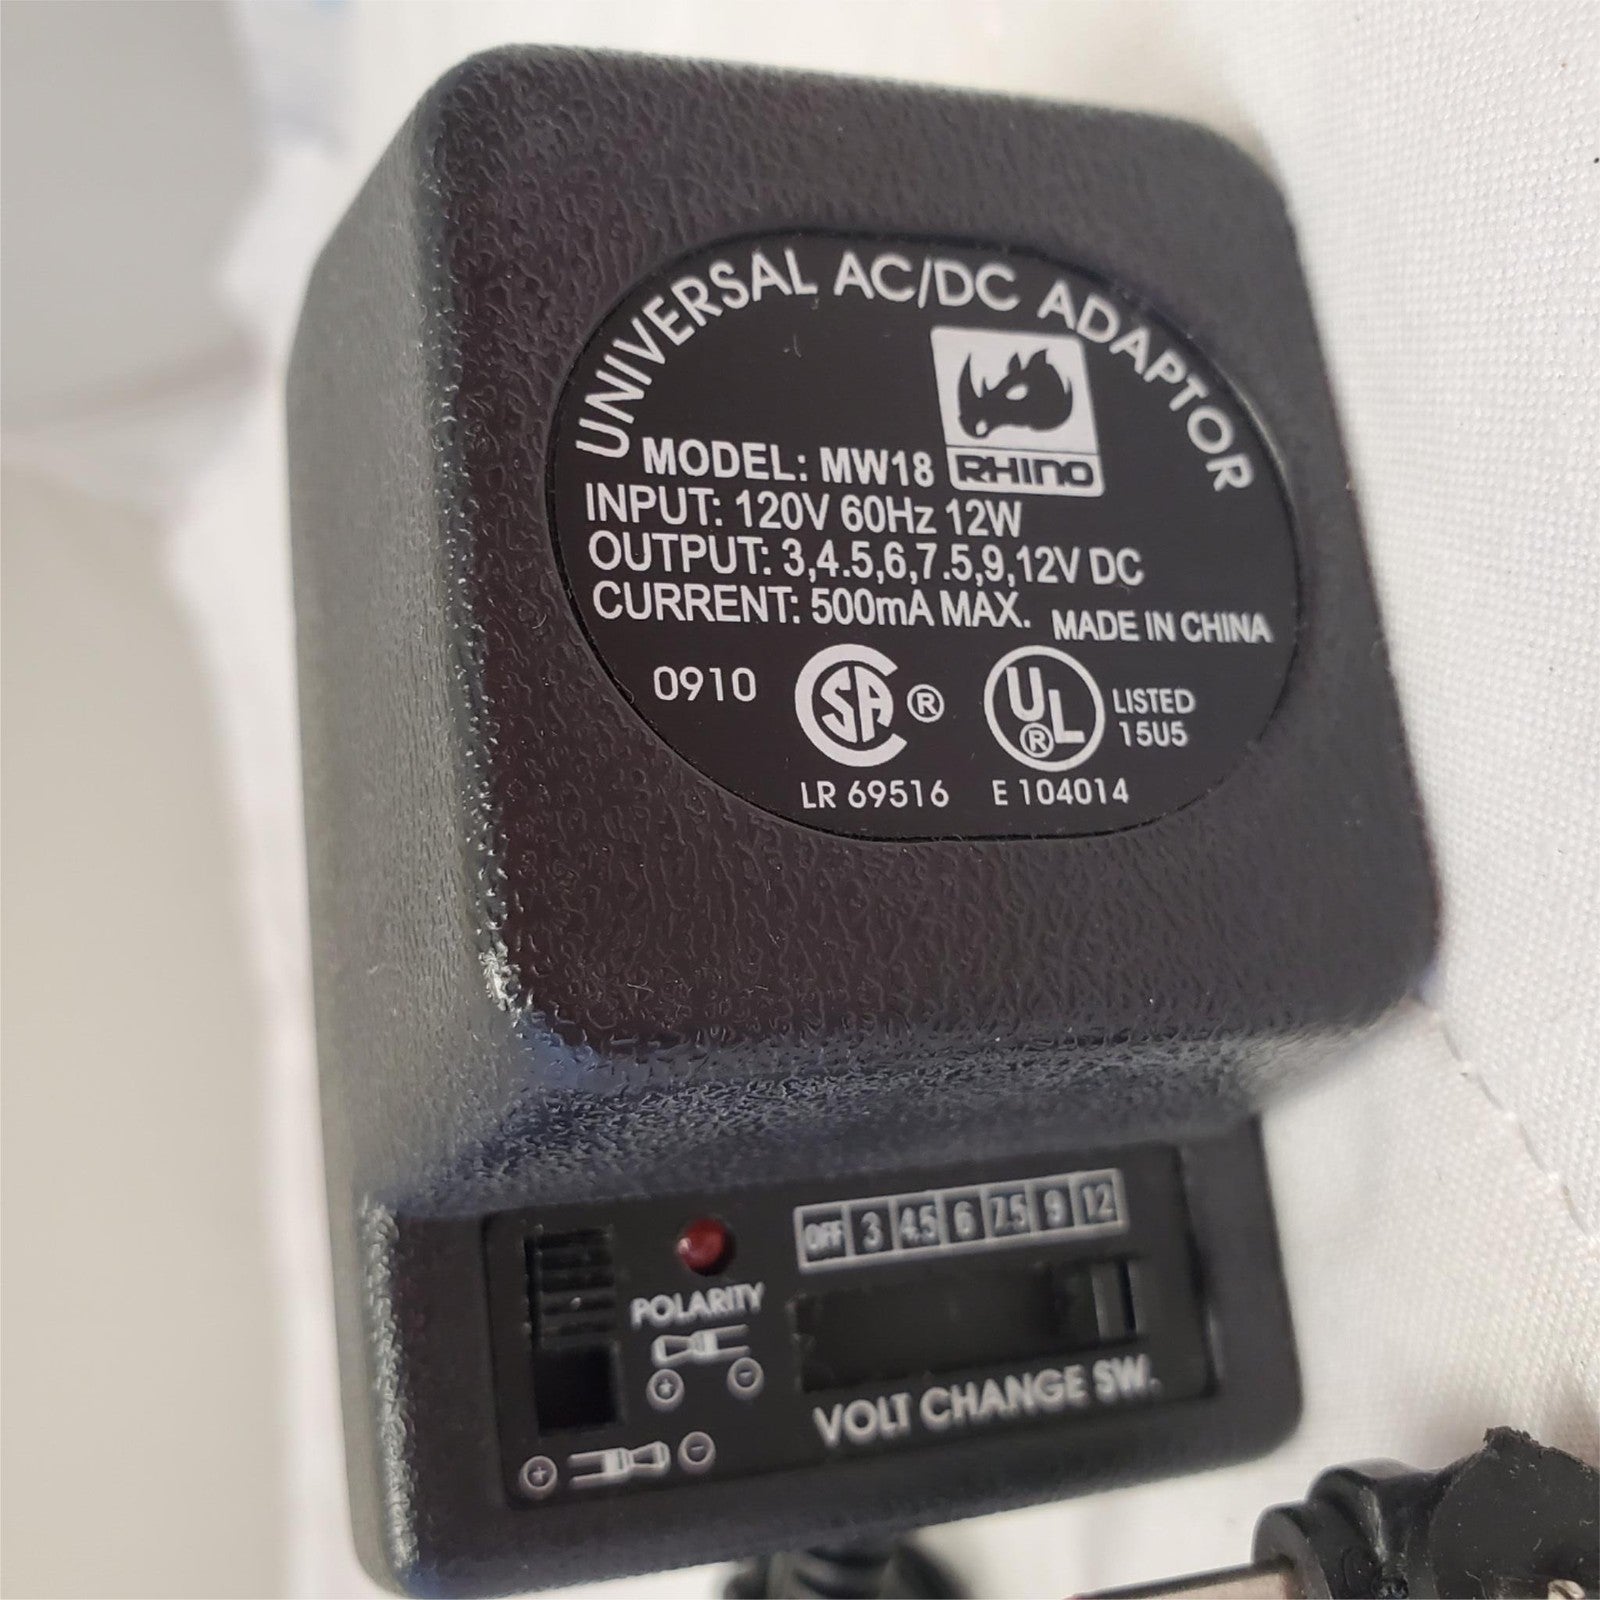 UNIVERSAL AC/DC ADAPTOR
RHINO
MODEL: MW18
INPUT: 120V 60Hz 12W
OUTPUT: 3,4.5,6,7.5,9,12V DC
CURRENT: 500mA MAX.
MADE IN CHINA
0910
CSA ®
UL ®
LISTED
15U5
LR 69516
E 104014
OFF 3 4.5 6 7.5 9 12
POLARITY
+ -
VOLT CHANGE SW.
+ -